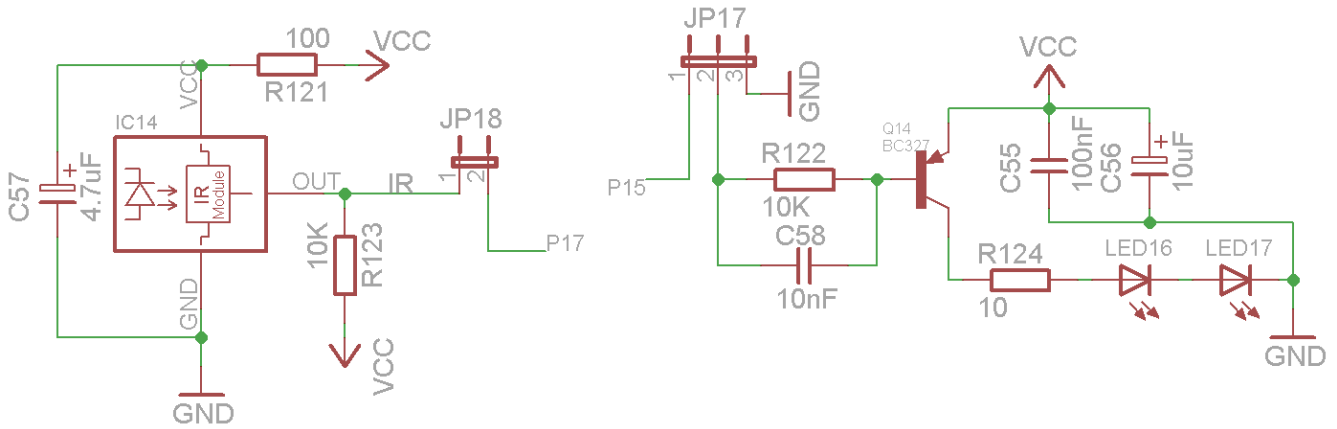 100
VCC
R121
VCC
IC14
C57
+
4.7uF
IR
Module
OUT
IR
JP18
1
2
P17
10K
R123
GND
VCC
GND
JP17
1
2
3
GND
P15
R122
10K
C58
10nF
Q14
BC327
VCC
C55
100nF
C56
+
10uF
R124
10
LED16
LED17
GND